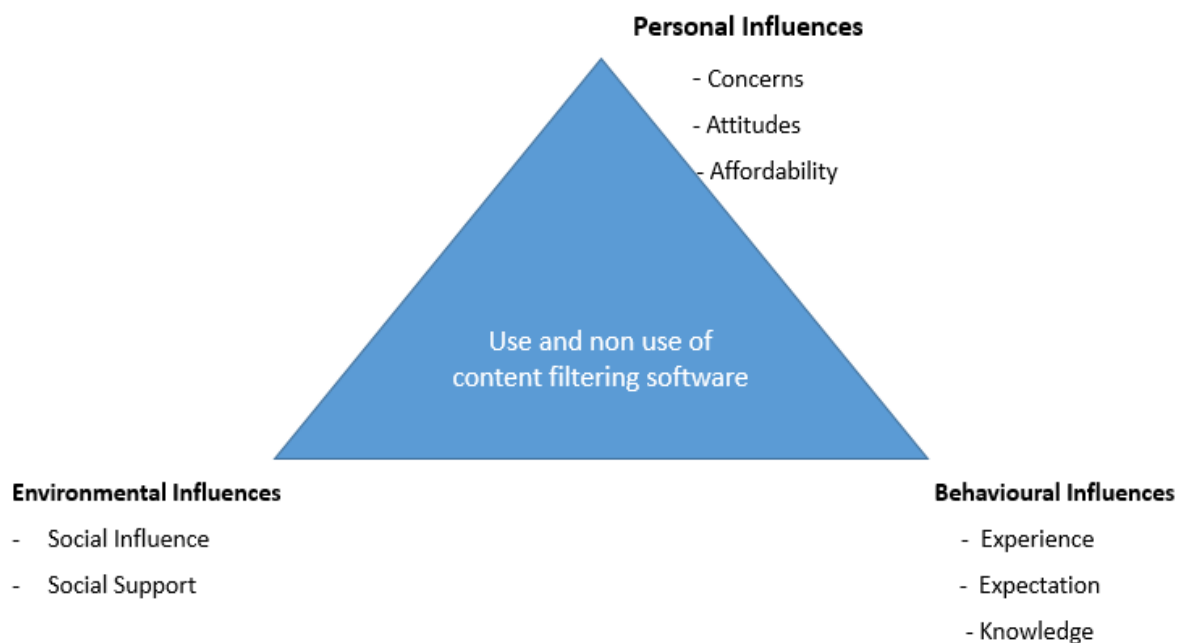 Personal Influences
- Concerns
- Attitudes
- Affordability
Use and non use of
content filtering software
Environmental Influences
- Social Influence
- Social Support
Behavioural Influences
- Experience
- Expectation
- Knowledge